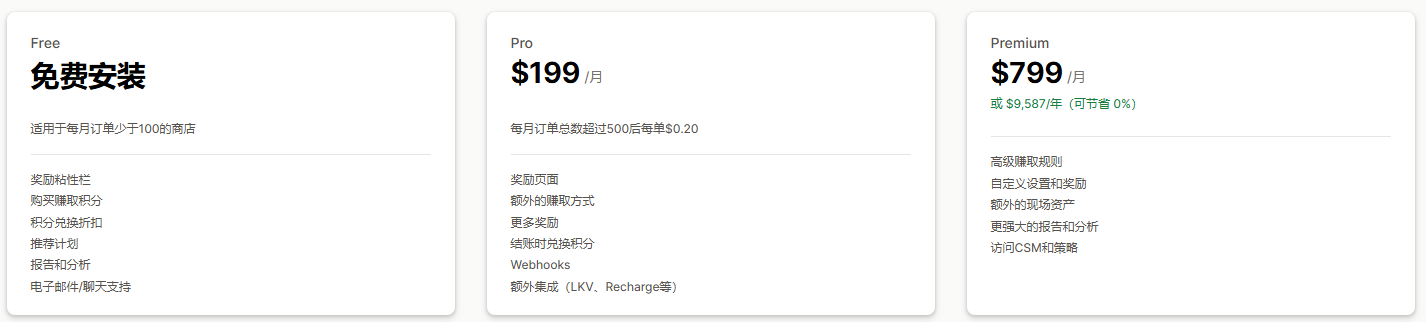 Free
免费安装
适用于每月订单少于100的商店
奖励粘性栏
购买赚取积分
积分兑换折扣
推荐计划
报告和分析
电子邮件/聊天支持
Pro
$199 /月
每月订单总数超过500后每单$0.20
奖励页面
额外的赚取方式
更多奖励
结账时兑换积分
Webhooks
额外集成（LKV、Recharge等）
Premium
$799 /月
或 $9,587/年（可节省 0%）
高级赚取规则
自定义设置和奖励
额外的现场资产
更强大的报告和分析
访问CSM和策略